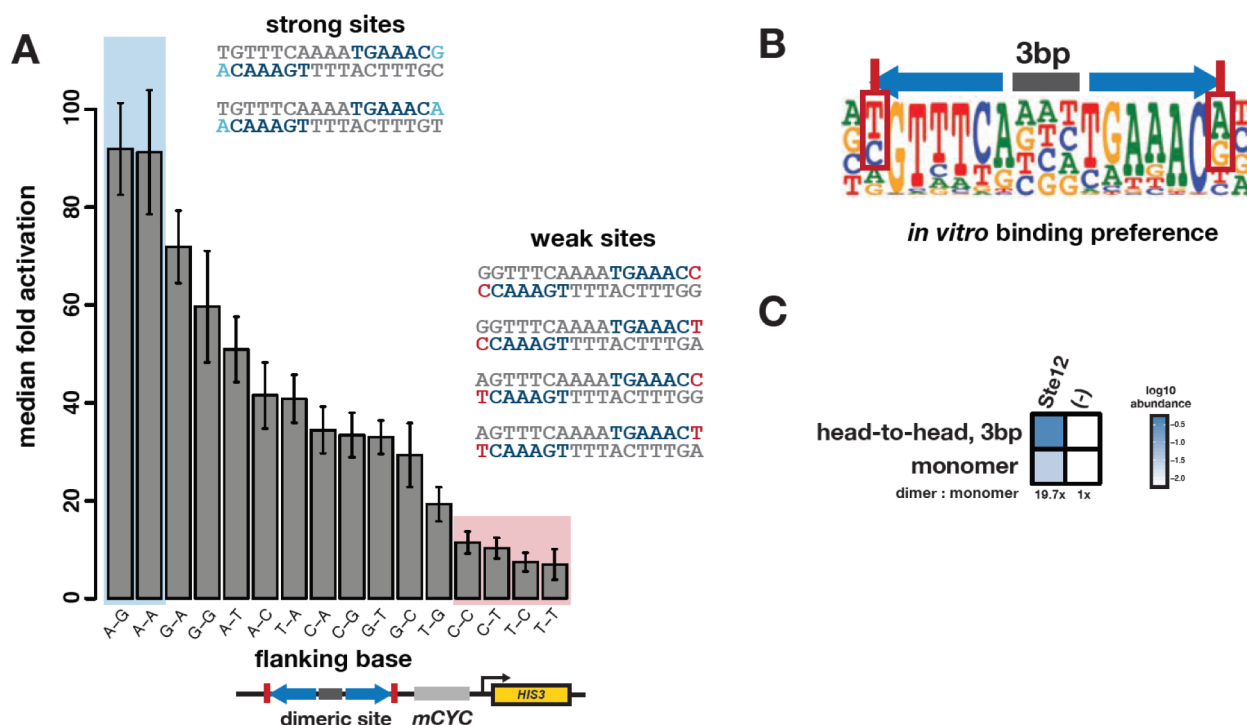 A
strong sites
TGTTTCAAAATGAAACG
ACAAAGTTTTACTTTGC
TGTTTCAAAATGAAACA
ACAAAGTTTTACTTTGT
median fold activation
100
80
60
40
20
0
weak sites
GGTTTCAAAATGAAACC
CCAAAGTTTTACTTTGG
GGTTTCAAAATGAAACT
CCAAAGTTTTACTTTGA
AGTTTCAAAATGAAACC
TCAAAGTTTTACTTTGG
AGTTTCAAAATGAAACT
TCAAAGTTTTACTTTGA
A–G
A–A
G–A
G–G
A–T
A–C
T–A
C–A
C–G
G–T
G–C
T–G
C–C
C–T
T–C
T–T
flanking base
HIS3
dimeric site
mCYC
B
3bp
in vitro binding preference
C
Ste12
(-)
head-to-head, 3bp
monomer
dimer : monomer
19.7x
1x
log10
abundance
−0.5
−1.0
−1.5
−2.0